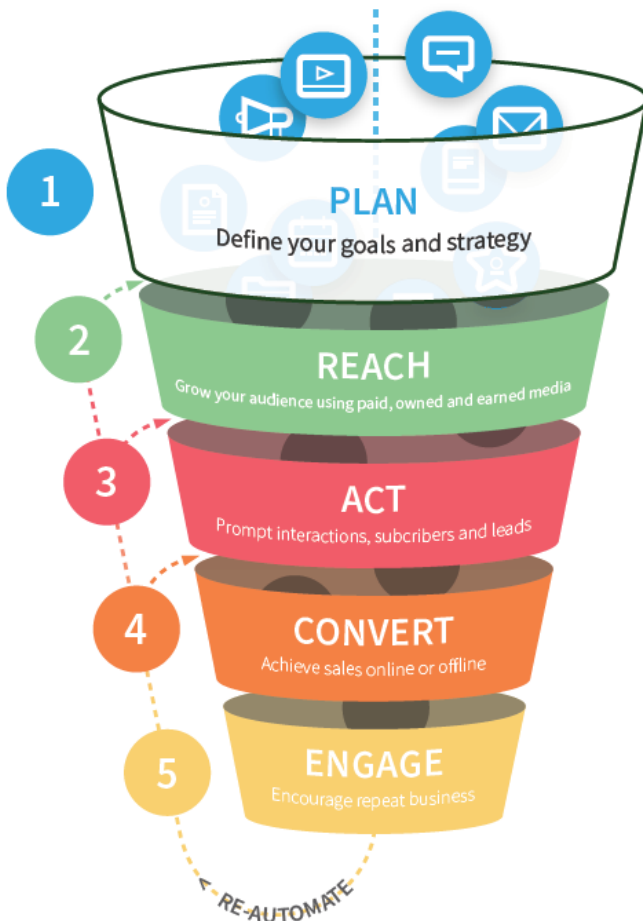 1
PLAN
Define your goals and strategy
2
REACH
Grow your audience using paid, owned and earned media
3
ACT
Prompt interactions, subcribers and leads
4
CONVERT
Achieve sales online or offline
5
ENGAGE
Encourage repeat business
< RE-AUTOMATE